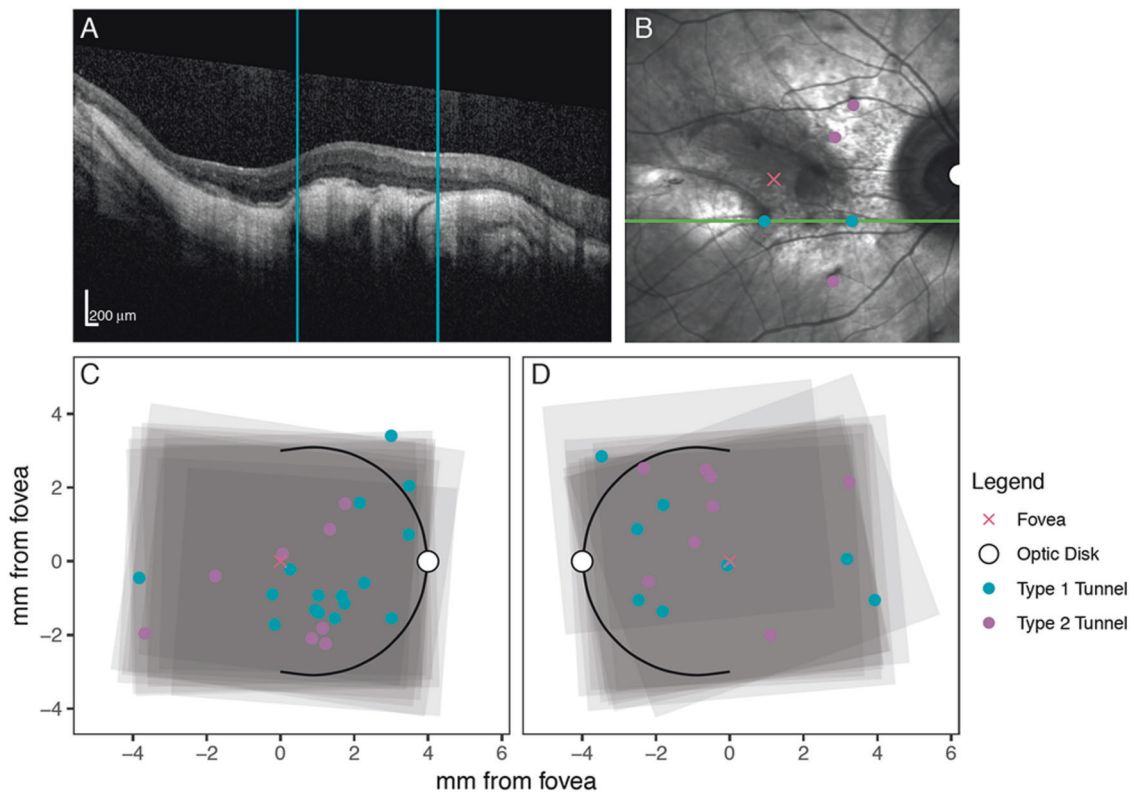 A
B
200 µm
C
D
4
2
0
−2
−4
mm from fovea
−4 −2 0 2 4 6
−4 −2 0 2 4 6
mm from fovea
Legend
Fovea
Optic Disk
Type 1 Tunnel
Type 2 Tunnel